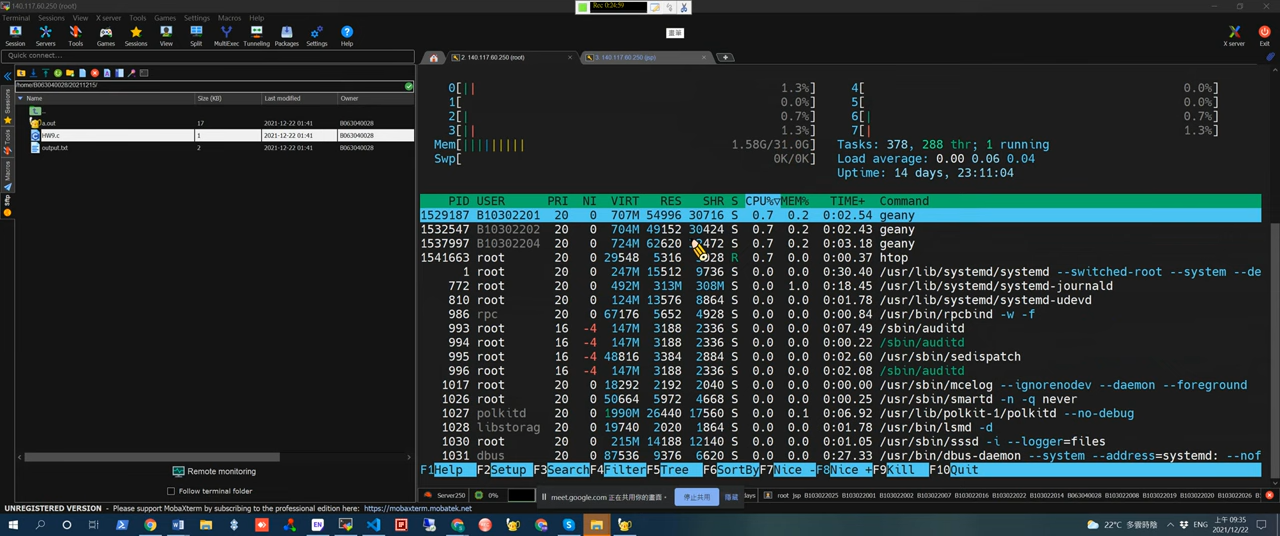 140.117.60.250 (root)
Rec 0:24:59
Terminal Sessions View X server Tools Games Settings Macros Help
Session Servers Tools Games Sessions View Split MultiExec Tunneling Packages Settings Help
X server Exit
畫筆
Quick connect...
2. 140.117.60.250 (root)
3. 140.117.60.250 (jsp)
/home/B063040028/20211215/
Name Size (KB) Last modified Owner
..
a.out 17 2021-12-22 01:41 B063040028
HW9.c 1 2021-12-22 01:41 B063040028
output.txt 2 2021-12-22 01:41 B063040028
Sessions
Tools
Macros
Sftp
0[|| 1.3%] 4[ 0.0%]
1[ 0.0%] 5[ 0.0%]
2[| 0.7%] 6[| 0.0%]
3[|| 1.3%] 7[| 1.3%]
Mem[||||||||||| 1.58G/31.0G] Tasks: 378, 288 thr; 1 running
Swp[ 0K/0K] Load average: 0.00 0.06 0.04
Uptime: 14 days, 23:11:04
PID USER PRI NI VIRT RES SHR S CPU%▽MEM% TIME+ Command
1529187 B10302201 20 0 707M 54996 30716 S 0.7 0.2 0:02.54 geany
1532547 B10302202 20 0 704M 49152 30424 S 0.7 0.2 0:02.43 geany
1537997 B10302204 20 0 724M 62620 S 0.7 0.2 0:03.18 geany
1541663 root 20 0 29548 5316 R 0.7 0.0 0:00.37 htop
1 root 20 0 247M 15512 9736 S 0.0 0.0 0:30.40 /usr/lib/systemd/systemd --switched-root --system --de
772 root 20 0 492M 313M 308M S 0.0 1.0 0:18.45 /usr/lib/systemd/systemd-journald
810 root 20 0 124M 13576 8864 S 0.0 0.0 0:01.78 /usr/lib/systemd/systemd-udevd
986 rpc 20 0 67176 5652 4928 S 0.0 0.0 0:00.84 /usr/bin/rpcbind -w -f
993 root 16 -4 147M 3188 2336 S 0.0 0.0 0:07.49 /sbin/auditd
994 root 16 -4 147M 3188 2336 S 0.0 0.0 0:00.22 /sbin/auditd
995 root 16 -4 48816 3384 2884 S 0.0 0.0 0:02.60 /usr/sbin/sedispatch
996 root 16 -4 147M 3188 2336 S 0.0 0.0 0:02.08 /sbin/auditd
1017 root 20 0 18292 2192 2040 S 0.0 0.0 0:00.00 /usr/sbin/mcelog --ignorenodev --daemon --foreground
1026 root 20 0 50664 5972 4668 S 0.0 0.0 0:00.28 /usr/sbin/smartd -n -q never
1027 polkitd 20 0 1990M 26440 17560 S 0.0 0.1 0:06.92 /usr/lib/polkit-1/polkitd --no-debug
1028 libstorag 20 0 19740 2020 1864 S 0.0 0.0 0:01.78 /usr/bin/lsmd -d
1030 root 20 0 215M 14188 12140 S 0.0 0.0 0:01.05 /usr/sbin/sssd -i --logger=files
1031 dbus 20 0 87536 7696 S 0.0 0.0 0:27.33 /usr/bin/dbus-daemon --system --address=systemd: --nof
F1Help F2Setup F3SearchF4FilterF5Tree F6SortByF7Nice -F8Nice +F9Kill F10Quit
Remote monitoring
Follow terminal folder
Server250 0% meet.google.com 正在共用你的畫面。 停止共用 隱藏 days root jsp B103022025 B103022001
UNREGISTERED VERSION - Please support MobaXterm by subscribing to the professional edition here: https://mobaxterm.mobatek.net
22°C 多雲時陰 ENG 上午 09:35
2021/12/22